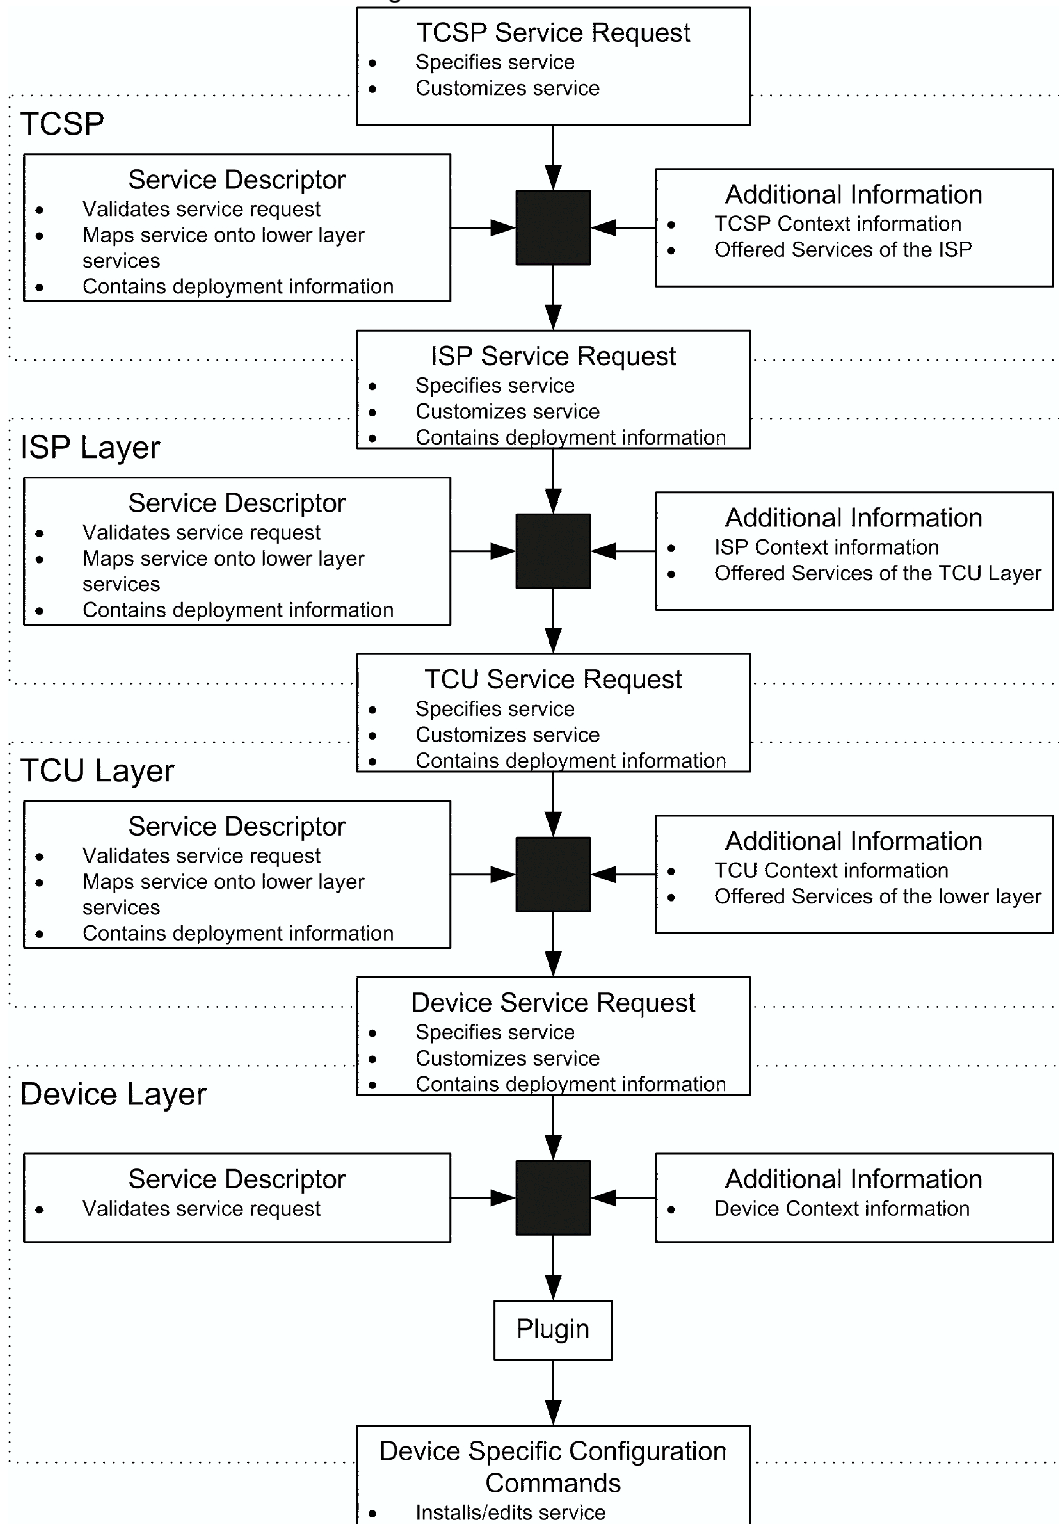 TCSP Service Request
• Specifies service
• Customizes service
TCSP
Service Descriptor
• Validates service request
• Maps service onto lower layer
services
• Contains deployment information
Additional Information
• TCSP Context information
• Offered Services of the ISP
ISP Service Request
• Specifies service
• Customizes service
• Contains deployment information
ISP Layer
Service Descriptor
• Validates service request
• Maps service onto lower layer
services
• Contains deployment information
Additional Information
• ISP Context information
• Offered Services of the TCU Layer
TCU Service Request
• Specifies service
• Customizes service
• Contains deployment information
TCU Layer
Service Descriptor
• Validates service request
• Maps service onto lower layer
services
• Contains deployment information
Additional Information
• TCU Context information
• Offered Services of the lower layer
Device Service Request
• Specifies service
• Customizes service
• Contains deployment information
Device Layer
Service Descriptor
• Validates service request
Additional Information
• Device Context information
Plugin
Device Specific Configuration
Commands
• Installs/edits service